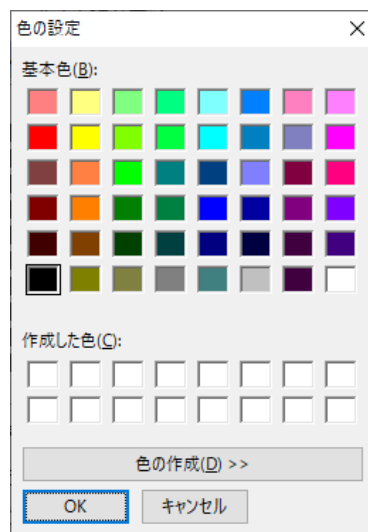 色の設定
基本色(B):
作成した色(C):
色の作成(D) >>
OK
キャンセル